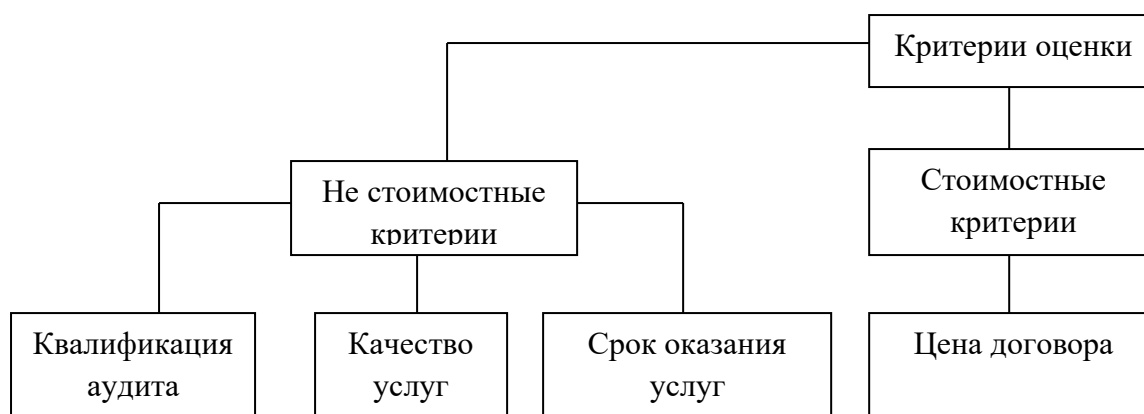 Критерии оценки
Не стоимостные
критерии
Стоимостные
критерии
Квалификация
аудита
Качество
услуг
Срок оказания
услуг
Цена договора